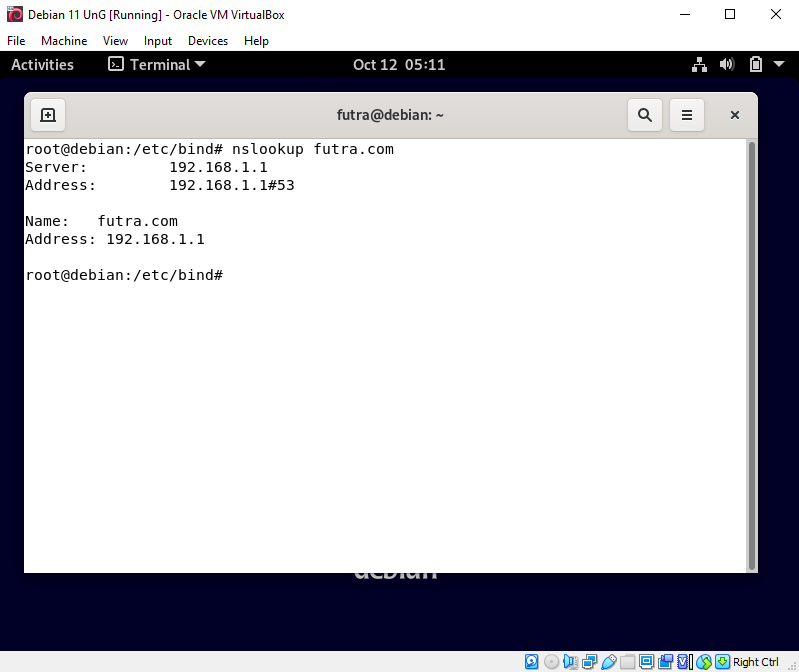 Debian 11 UnG [Running] - Oracle VM VirtualBox
File Machine View Input Devices Help
Activities Terminal Oct 12 05:11
futra@debian: ~
root@debian:/etc/bind# nslookup futra.com
Server: 192.168.1.1
Address: 192.168.1.1#53
Name: futra.com
Address: 192.168.1.1
root@debian:/etc/bind#
debian
Right Ctrl